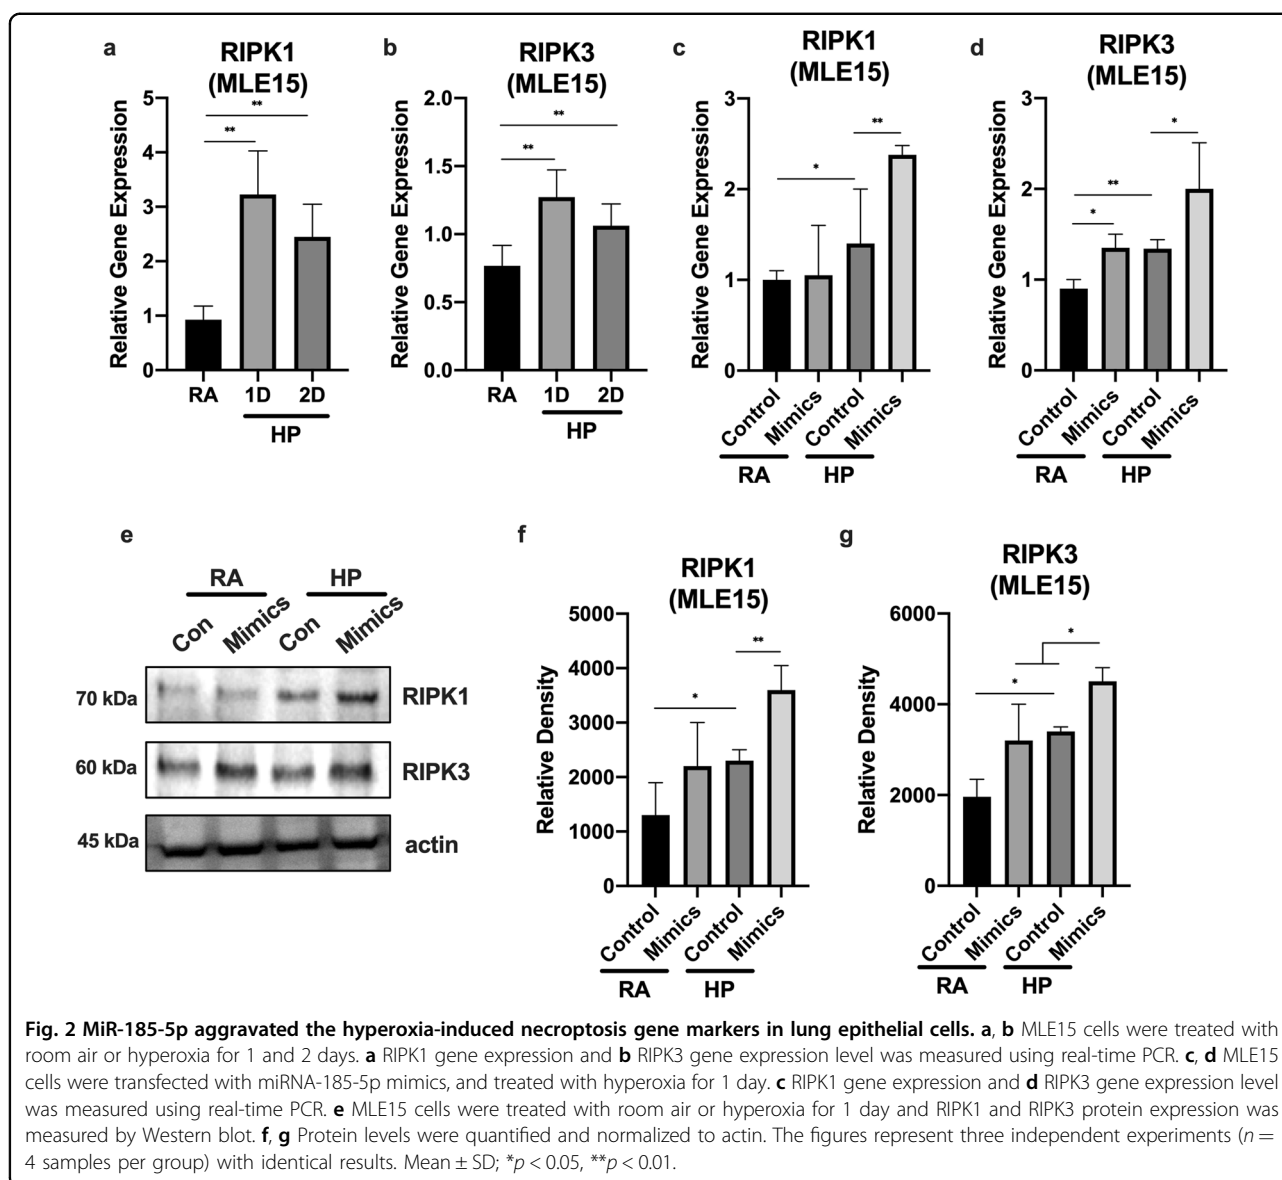 a
RIPK1
(MLE15)
Relative Gene Expression
5
4
3
2
1
0
**
**
RA
1D
2D
HP
b
RIPK3
(MLE15)
Relative Gene Expression
2.0
1.5
1.0
0.5
0.0
**
**
RA
1D
2D
HP
c
RIPK1
(MLE15)
Relative Gene Expression
3
2
1
0
**
*
Control
Mimics
Control
Mimics
RA
HP
d
RIPK3
(MLE15)
Relative Gene Expression
3
2
1
0
*
**
*
Control
Mimics
Control
Mimics
RA
HP
e
RA
HP
Con
Mimics
Con
Mimics
70 kDa
RIPK1
60 kDa
RIPK3
45 kDa
actin
f
RIPK1
(MLE15)
Relative Density
5000
4000
3000
2000
1000
0
**
*
Control
Mimics
Control
Mimics
RA
HP
g
RIPK3
(MLE15)
Relative Density
6000
4000
2000
0
*
*
Control
Mimics
Control
Mimics
RA
HP
Fig. 2 MiR-185-5p aggravated the hyperoxia-induced necroptosis gene markers in lung epithelial cells. a, b MLE15 cells were treated with
room air or hyperoxia for 1 and 2 days. a RIPK1 gene expression and b RIPK3 gene expression level was measured using real-time PCR. c, d MLE15
cells were transfected with miRNA-185-5p mimics, and treated with hyperoxia for 1 day. c RIPK1 gene expression and d RIPK3 gene expression level
was measured using real-time PCR. e MLE15 cells were treated with room air or hyperoxia for 1 day and RIPK1 and RIPK3 protein expression was
measured by Western blot. f, g Protein levels were quantified and normalized to actin. The figures represent three independent experiments (n =
4 samples per group) with identical results. Mean ± SD; *p < 0.05, **p < 0.01.